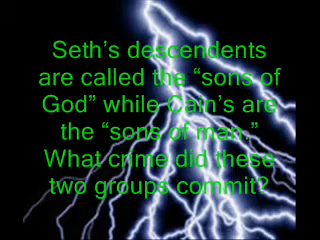 Seth’s descendents
are called the “sons of
God” while Cain’s are
the “sons of man.”
What crime did these
two groups commit?